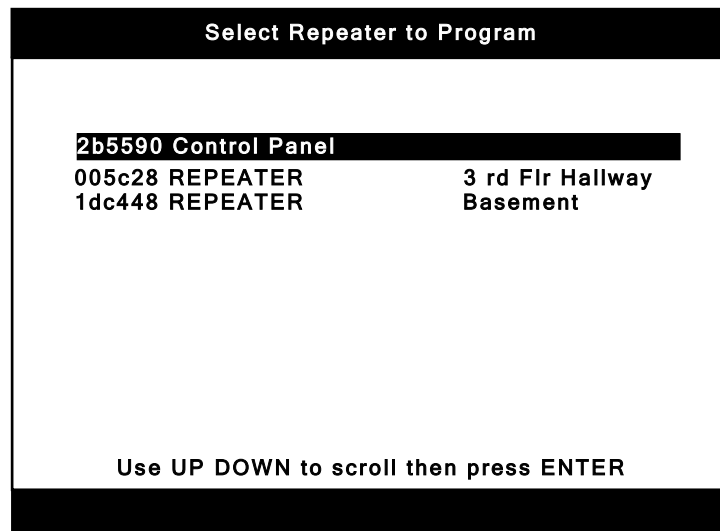 Select Repeater to Program
2b5590 Control Panel
005c28 REPEATER 3 rd Flr Hallway
1dc448 REPEATER Basement
Use UP DOWN to scroll then press ENTER